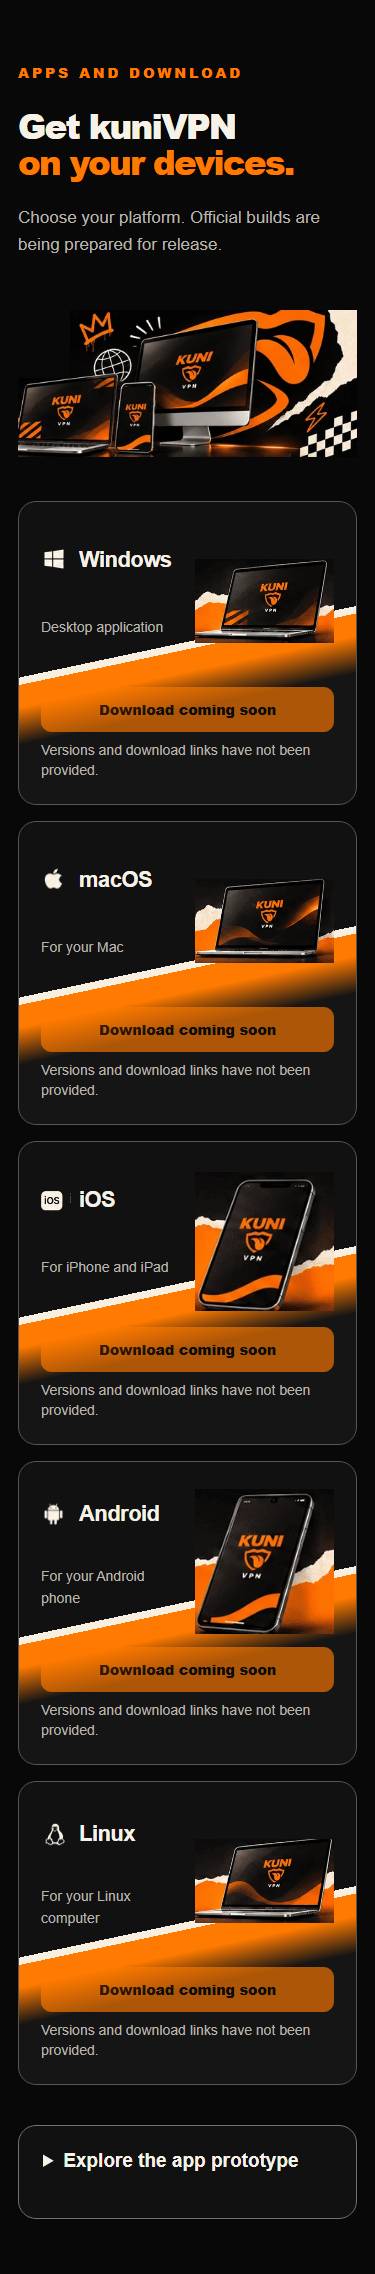 APPS AND DOWNLOAD
Get kuniVPN
on your devices.
Choose your platform. Official builds are
being prepared for release.
KUNI
VPN
KUNI
VPN
KUNI
VPN
Windows
Desktop application
KUNI
VPN
Download coming soon
Versions and download links have not been
provided.
macOS
For your Mac
KUNI
VPN
Download coming soon
Versions and download links have not been
provided.
iOS iOS
For iPhone and iPad
KUNI
VPN
Download coming soon
Versions and download links have not been
provided.
Android
For your Android
phone
KUNI
VPN
Download coming soon
Versions and download links have not been
provided.
Linux
For your Linux
computer
KUNI
VPN
Download coming soon
Versions and download links have not been
provided.
Explore the app prototype